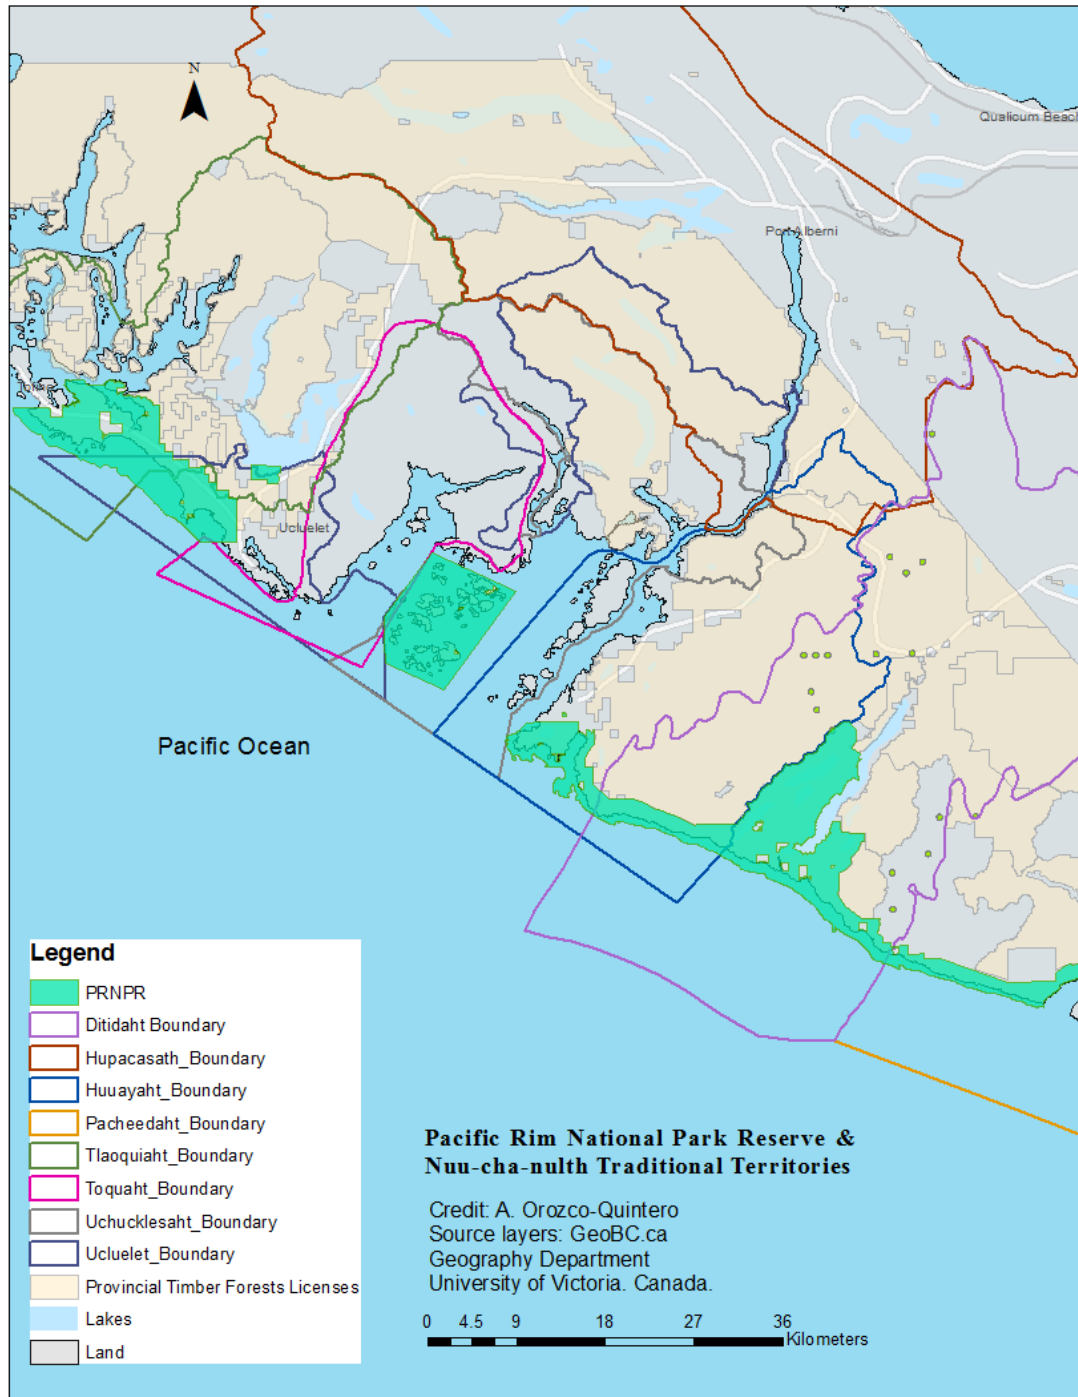 N
Qualicum Beach
Port Alberni
Tofino
Ucluelet
Pacific Ocean
Legend
PRNPR
Ditidaht Boundary
Hupacasath_Boundary
Huuayaht_Boundary
Pacheedaht_Boundary
Tlaoquiaht_Boundary
Toquaht_Boundary
Uchucklesaht_Boundary
Ucluelet_Boundary
Provincial Timber Forests Licenses
Lakes
Land
Pacific Rim National Park Reserve &
Nuu-cha-nulth Traditional Territories
Credit: A. Orozco-Quintero
Source layers: GeoBC.ca
Geography Department
University of Victoria. Canada.
0 4.5 9 18 27 36
Kilometers